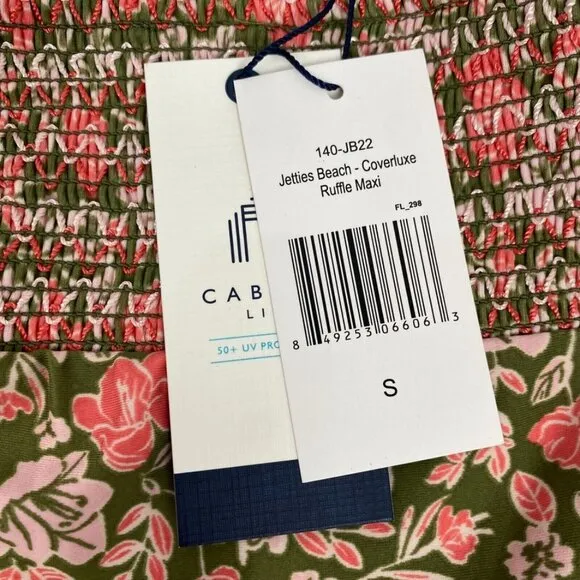 CAB
LI
50+ UV PRO
140-JB22
Jetties Beach - Coverluxe
Ruffle Maxi
FL_298
8 49253 06606 3
S